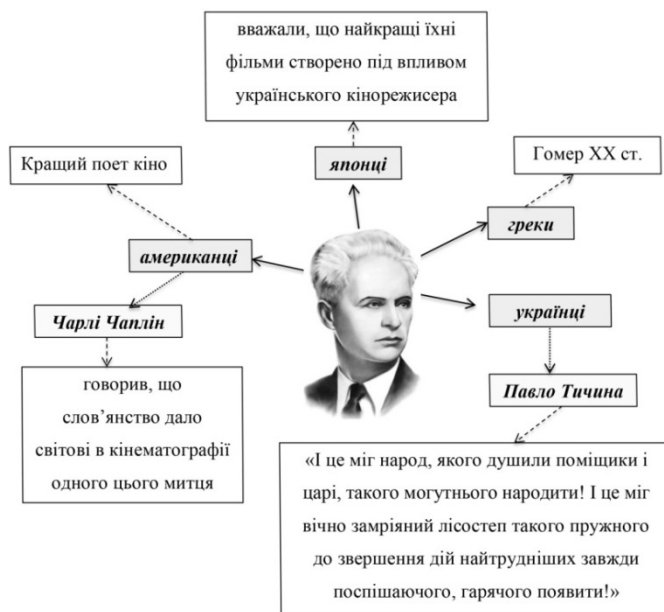 вважали, що найкращі їхні
фільми створено під впливом
українського кінорежисера
Кращий поет кіно
японці
Гомер ХХ ст.
греки
американці
Чарлі Чаплін
українці
говорив, що
слов’янство дало
світові в кінематографії
одного цього митця
Павло Тичина
«І це міг народ, якого душили поміщики і
царі, такого могутнього народити! І це міг
вічно замріяний лісостеп такого пружного
до звершення дій найтрудніших завжди
поспішаючого, гарячого появити!»